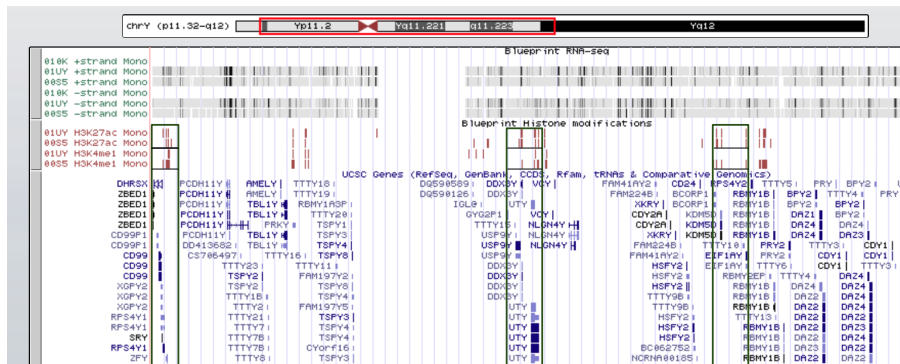 chrY (p11.32-q12) Yp11.2 Yq11.221 q11.223 Yq12
Blueprint RNA-seq
010K +strand Mono
01UY +strand Mono
00S5 +strand Mono
010K -strand Mono
01UY -strand Mono
00S5 -strand Mono
Blueprint Histone modifications
01UY H3K27ac Mono
00S5 H3K27ac Mono
01UY H3K4me1 Mono
00S5 H3K4me1 Mono
UCSC Genes (RefSeq, GenBank, CCDS, Rfam, tRNAs & Comparative Genomics)
DHRSX PCDH11Y AMELY TTTY18 DQ590589 DDX3Y VCY FAM41AY2 CD24 RPS4Y2 TTTY5 PRY BPY2
ZBED1 PCDH11Y AMELY TTTY19 DQ590126 DDX3Y FAM224B BCORP1 RBMY1B BPY2 TTTY4 PRY
ZBED1 PCDH11Y TBL1Y RBMY1A3P IGL@ UTY XKRY BCORP1 RBMY1B DAZ1 BPY2
ZBED1 PCDH11Y TBL1Y TTTY20 GYG2P1 VCY CDY2A KDM5D RBMY1B DAZ1 BPY2
ZBED1 PCDH11Y PRKY TSPY1 TTTY15 NLGN4Y CDY2A KDM5D RBMY1B DAZ4 DAZ1
CD99P1 PCDH11Y TBL1Y TSPY3 USP9Y NLGN4Y XKRY KDM5D RBMY1B DAZ4 DAZ3
CD99P1 DD413682 TBL1Y TSPY4 USP9Y NLGN4Y FAM224B TTTY10 PRY2 TTTY3 CDY1
CD99 CS706497 TTTY16 TSPY8 USP9Y FAM41AY2 EIF1AY PRY2 CDY1 CDY1
CD99 TTTY23 TTTY11 DDX3Y HSFY2 EIF1AY TTTY6 CDY1 TTTY3
CD99 TSPY2 FAM197Y2 DDX3Y HSFY2 RBMY2EP TTTY4 DAZ4
XGPY2 TSPY2 TSPY8 DDX3Y HSFY2 RBMY1B DAZ4 DAZ4
XGPY2 TTTY1B TSPY4 DDX3Y TTTY9B RBMY1B DAZ2 DAZ4
XGPY2 TTTY2 FAM197Y5 UTY TTTY9B RBMY1B DAZ2 DAZ4
RPS4Y1 TTTY21 TSPY3 UTY HSFY2 TTTY13 DAZ2 DAZ2
RPS4Y1 TTTY7 TSPY4 UTY HSFY2 RBMY1B DAZ4 DAZ2
SRY TTTY7B TSPY4 UTY HSFY2 RBMY1B DAZ4 DAZ2
RPS4Y1 TTTY7B CYorf16 UTY BC062752 RBMY1B DAZ2 DAZ3
ZFY TTTY8 TSPY3 UTY NCRNA00185 RBMY1B DAZ2 DAZ2